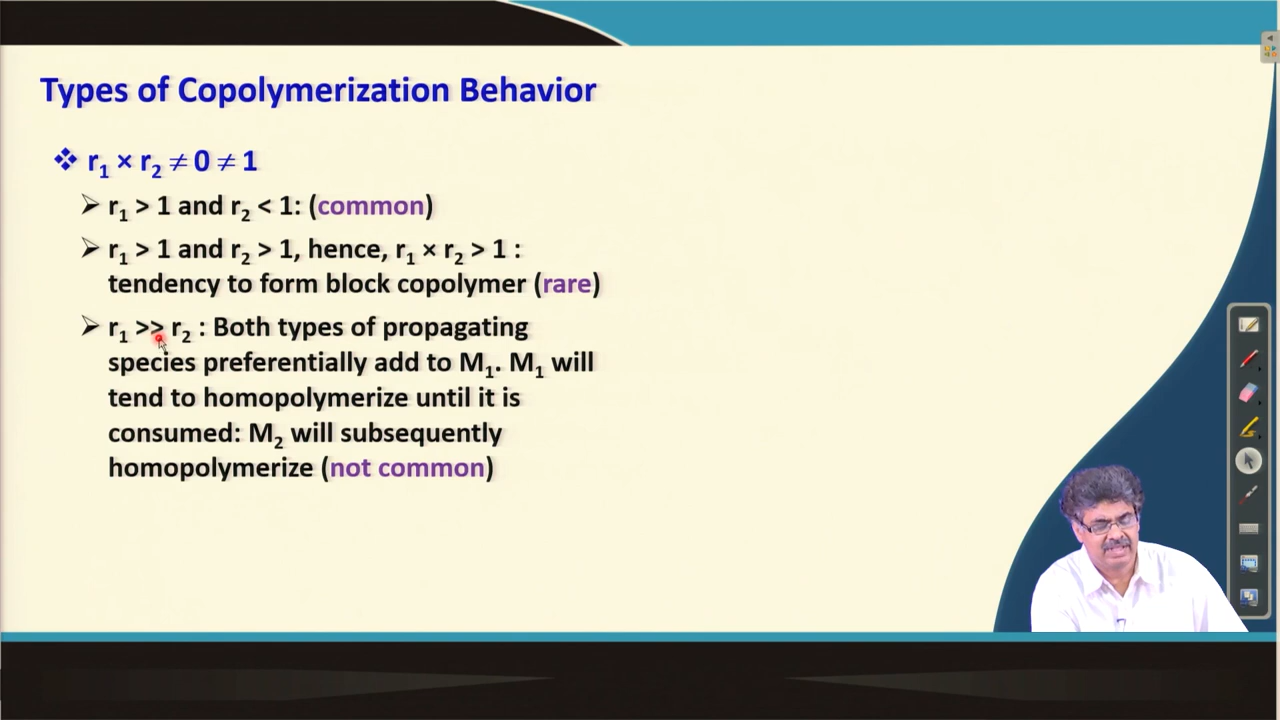 Types of Copolymerization Behavior
❖ r₁ × r₂ ≠ 0 ≠ 1
➢ r₁ > 1 and r₂ < 1: (common)
➢ r₁ > 1 and r₂ > 1, hence, r₁ × r₂ > 1 :
tendency to form block copolymer (rare)
➢ r₁ >> r₂ : Both types of propagating
species preferentially add to M₁. M₁ will
tend to homopolymerize until it is
consumed: M₂ will subsequently
homopolymerize (not common)